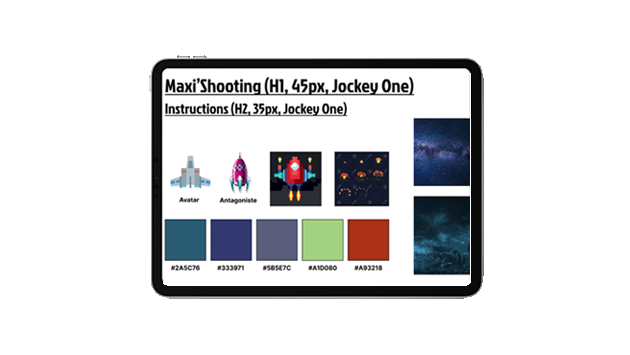 Maxi'Shooting (H1, 45px, Jockey One)
Instructions (H2, 35px, Jockey One)
Avatar
Antagoniste
#2A5C76
#333971
#5B5E7C
#A1D080
#A93218